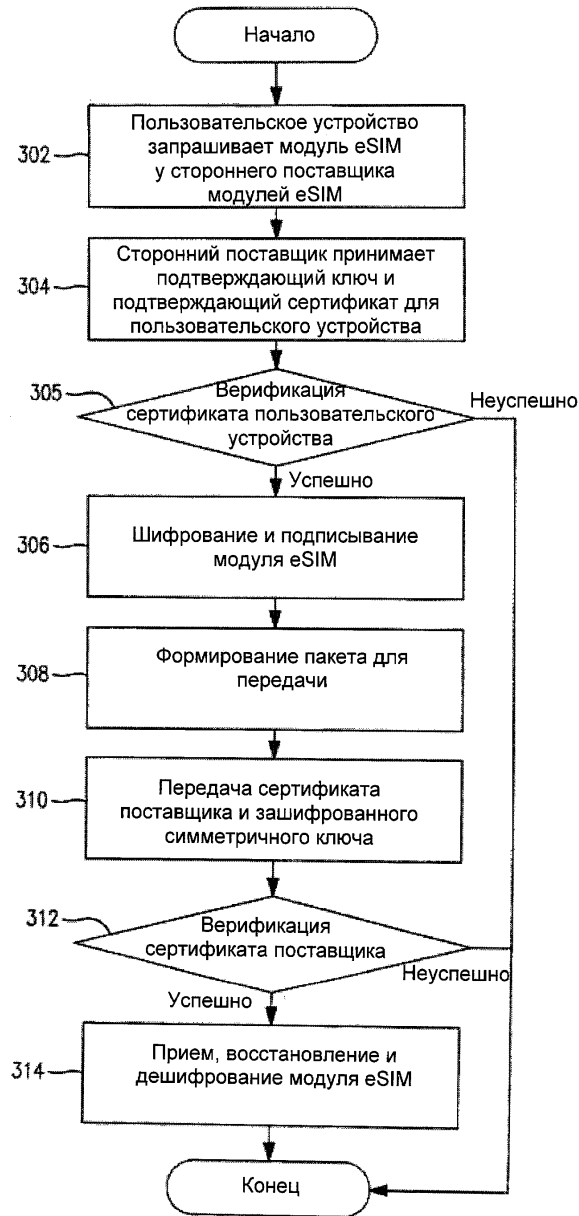 Начало
302
Пользовательское устройство
запрашивает модуль eSIM
у стороннего поставщика
модулей eSIM
304
Сторонний поставщик принимает
подтверждающий ключ и
подтверждающий сертификат для
пользовательского устройства
305
Верификация
сертификата пользовательского
устройства
Неуспешно
Успешно
306
Шифрование и подписывание
модуля eSIM
308
Формирование пакета для
передачи
310
Передача сертификата
поставщика и зашифрованного
симметричного ключа
312
Верификация
сертификата поставщика
Неуспешно
Успешно
314
Прием, восстановление и
дешифрование модуля eSIM
Конец